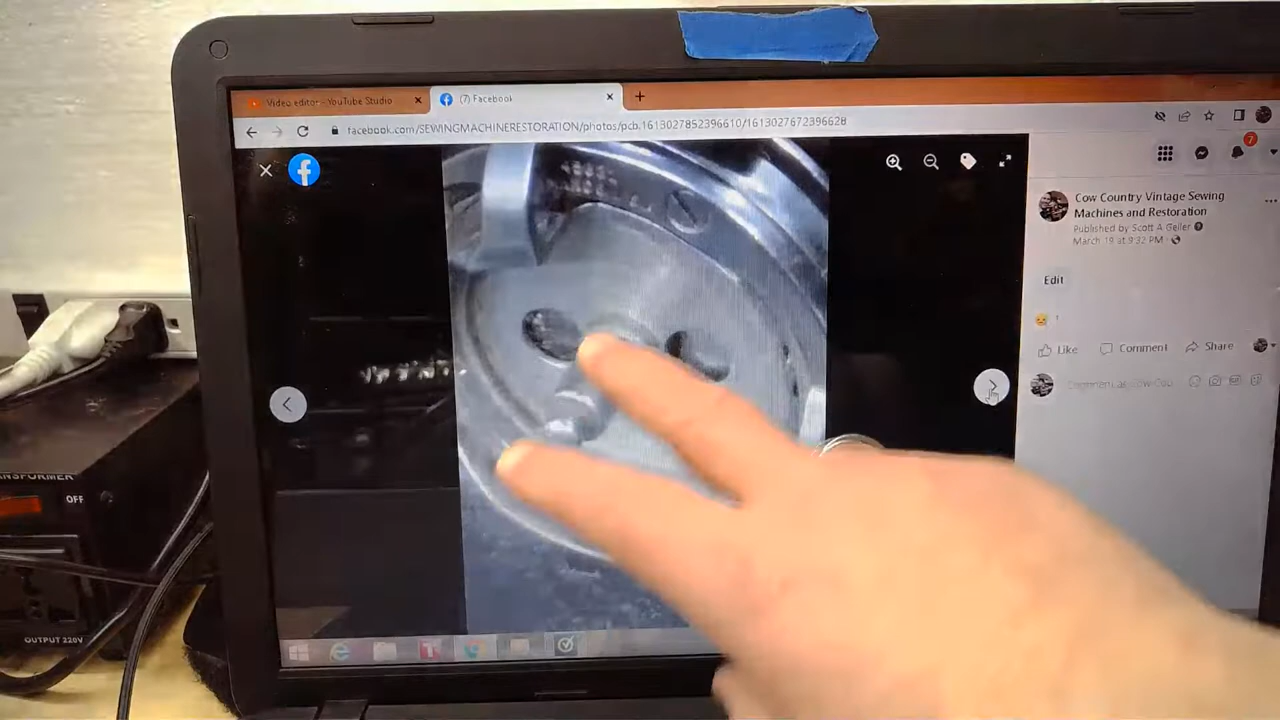 Video editor - YouTube Studio
(7) Facebook
facebook.com/SEWINGMACHINERESTORATION/photos/pcb.1613027852396610/1613027672396628
7
Cow Country Vintage Sewing
Machines and Restoration
Published by Scott A Geller
March 19 at 9:32 PM
Edit
1
Like
Comment
Share
TRANSFORMER
OFF
OUTPUT 220V